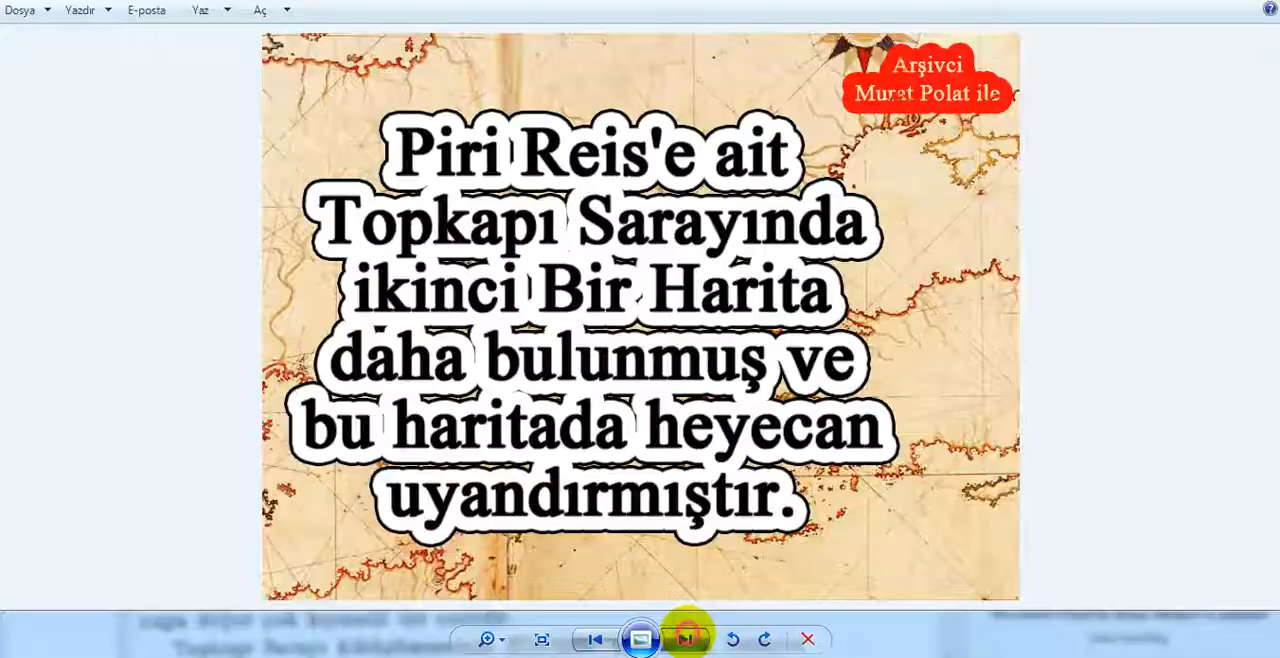 Dosya Yazdır E-posta Yaz Aç
Arşivci
Murat Polat ile
Piri Reis'e ait
Topkapı Sarayında
ikinci Bir Harita
daha bulunmuş ve
bu haritada heyecan
uyandırmıştır.